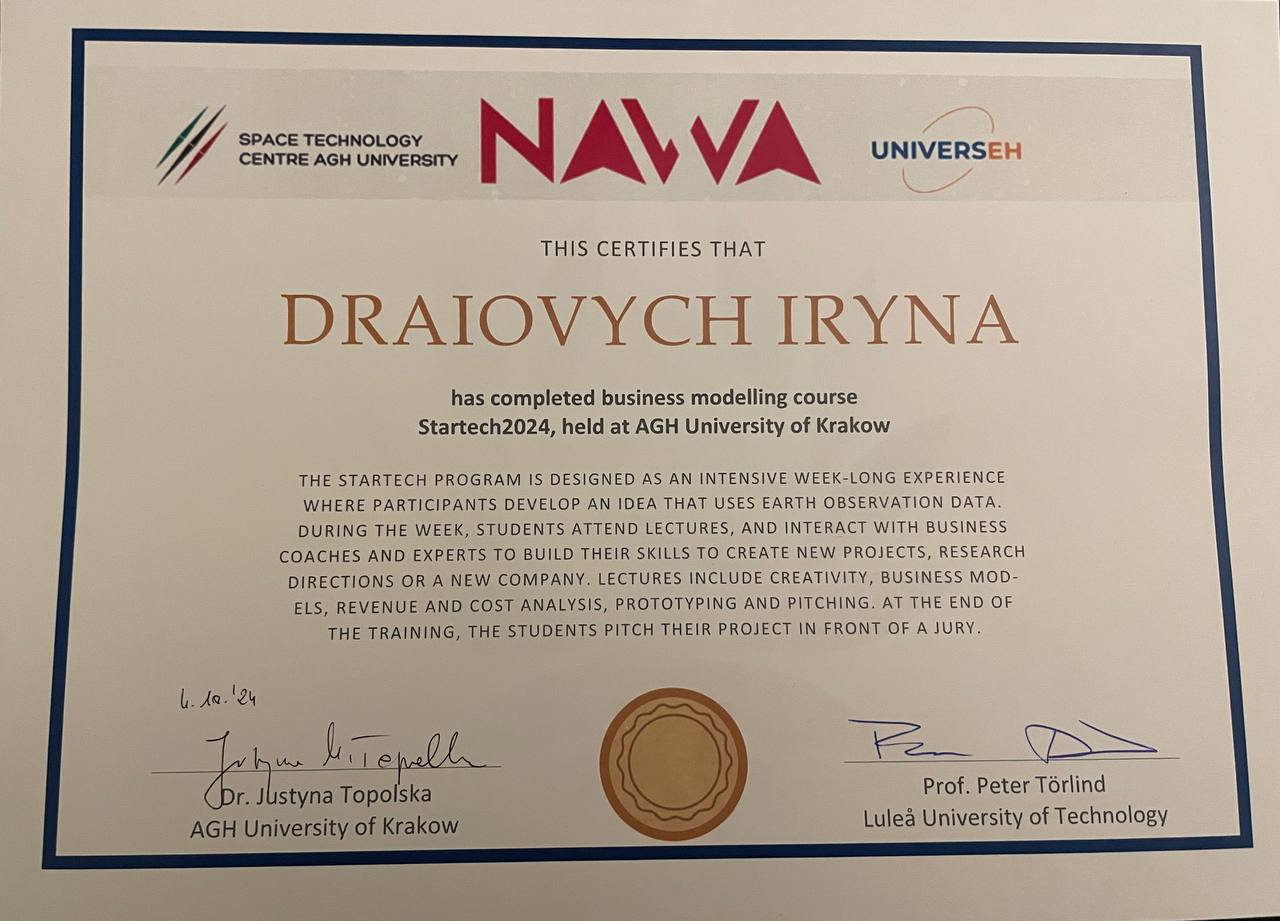 SPACE TECHNOLOGY
CENTRE AGH UNIVERSITY
NAWA
UNIVERSEH
THIS CERTIFIES THAT
DRAIOVYCH IRYNA
has completed business modelling course
Startech2024, held at AGH University of Krakow
THE STARTECH PROGRAM IS DESIGNED AS AN INTENSIVE WEEK-LONG EXPERIENCE
WHERE PARTICIPANTS DEVELOP AN IDEA THAT USES EARTH OBSERVATION DATA.
DURING THE WEEK, STUDENTS ATTEND LECTURES, AND INTERACT WITH BUSINESS
COACHES AND EXPERTS TO BUILD THEIR SKILLS TO CREATE NEW PROJECTS, RESEARCH
DIRECTIONS OR A NEW COMPANY. LECTURES INCLUDE CREATIVITY, BUSINESS MOD-
ELS, REVENUE AND COST ANALYSIS, PROTOTYPING AND PITCHING. AT THE END OF
THE TRAINING, THE STUDENTS PITCH THEIR PROJECT IN FRONT OF A JURY.
Dr. Justyna Topolska
AGH University of Krakow
Prof. Peter Törlind
Luleå University of Technology